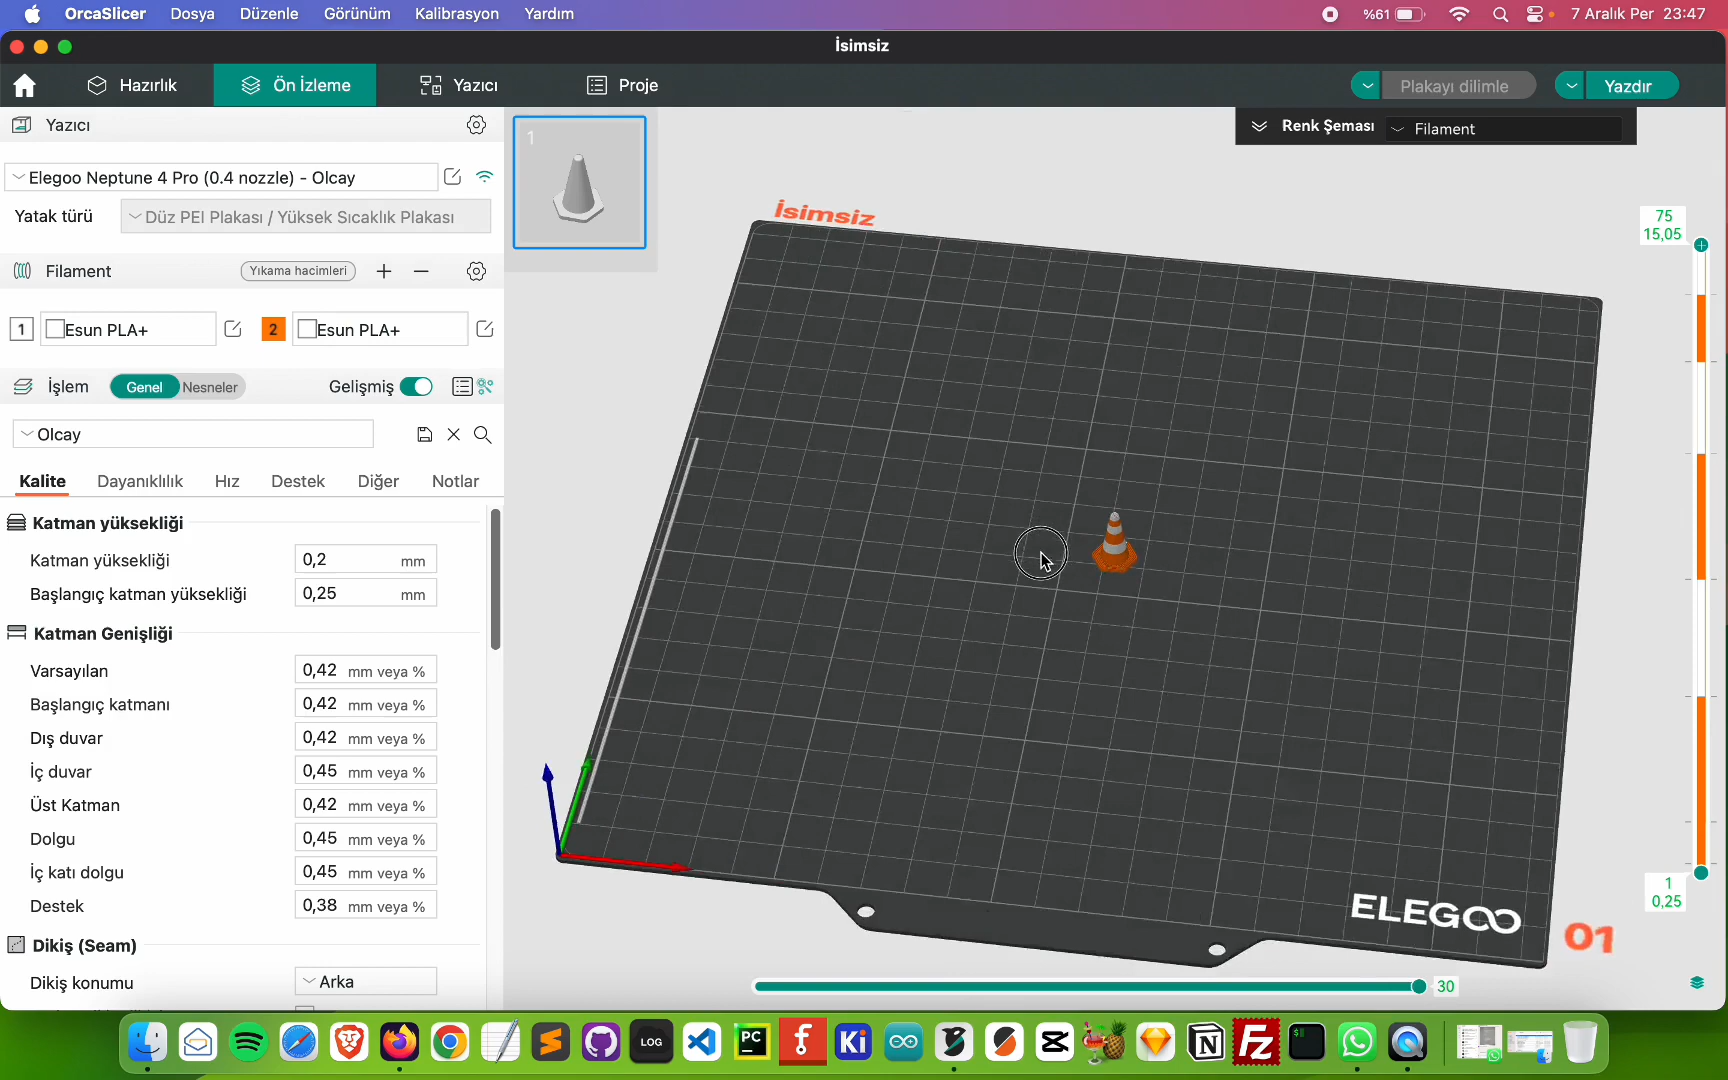 OrcaSlicer Dosya Düzenle Görünüm Kalibrasyon Yardım %61 7 Aralık Per 23:47
İsimsiz
Hazırlık Ön İzleme Yazıcı Proje Plakayı dilimle Yazdır
Yazıcı
Elegoo Neptune 4 Pro (0.4 nozzle) - Olcay
Yatak türü Düz PEI Plakası / Yüksek Sıcaklık Plakası
Filament Yıkama hacimleri
1 Esun PLA+ 2 Esun PLA+
İşlem Genel Nesneler Gelişmiş
Olcay
Kalite Dayanıklılık Hız Destek Diğer Notlar
Katman yüksekliği
Katman yüksekliği 0,2 mm
Başlangıç katman yüksekliği 0,25 mm
Katman Genişliği
Varsayılan 0,42 mm veya %
Başlangıç katmanı 0,42 mm veya %
Dış duvar 0,42 mm veya %
İç duvar 0,45 mm veya %
Üst Katman 0,42 mm veya %
Dolgu 0,45 mm veya %
İç katı dolgu 0,45 mm veya %
Destek 0,38 mm veya %
Dikiş (Seam)
Dikiş konumu Arka
1
Renk Şeması Filament
İsimsiz
75
15,05
1
0,25
ELEGOO
01
30
LOG PC f Ki N Fz $